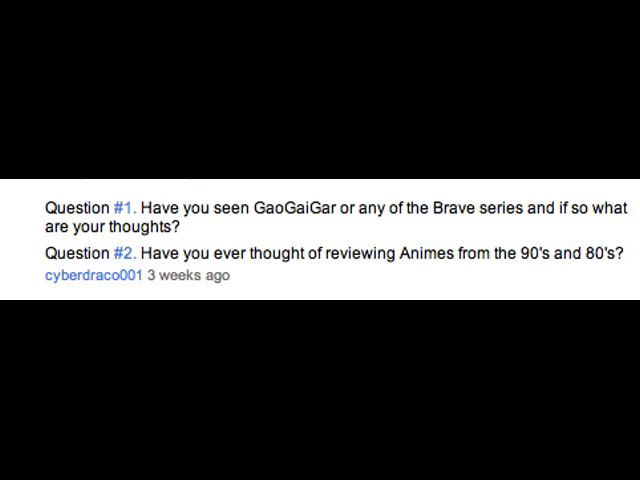 Question #1. Have you seen GaoGaiGar or any of the Brave series and if so what
are your thoughts?
Question #2. Have you ever thought of reviewing Animes from the 90's and 80's?
cyberdraco001 3 weeks ago